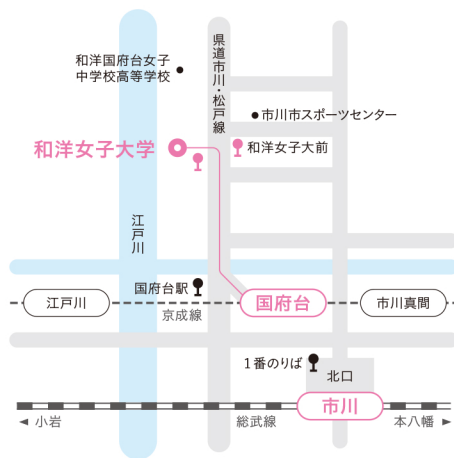 和洋国府台女子
中学校高等学校
県道市川・松戸線
市川市スポーツセンター
和洋女子大学
和洋女子大前
江戸川
国府台駅
江戸川
京成線
国府台
市川真間
1番のりば
北口
市川
◄ 小岩
総武線
本八幡 ►